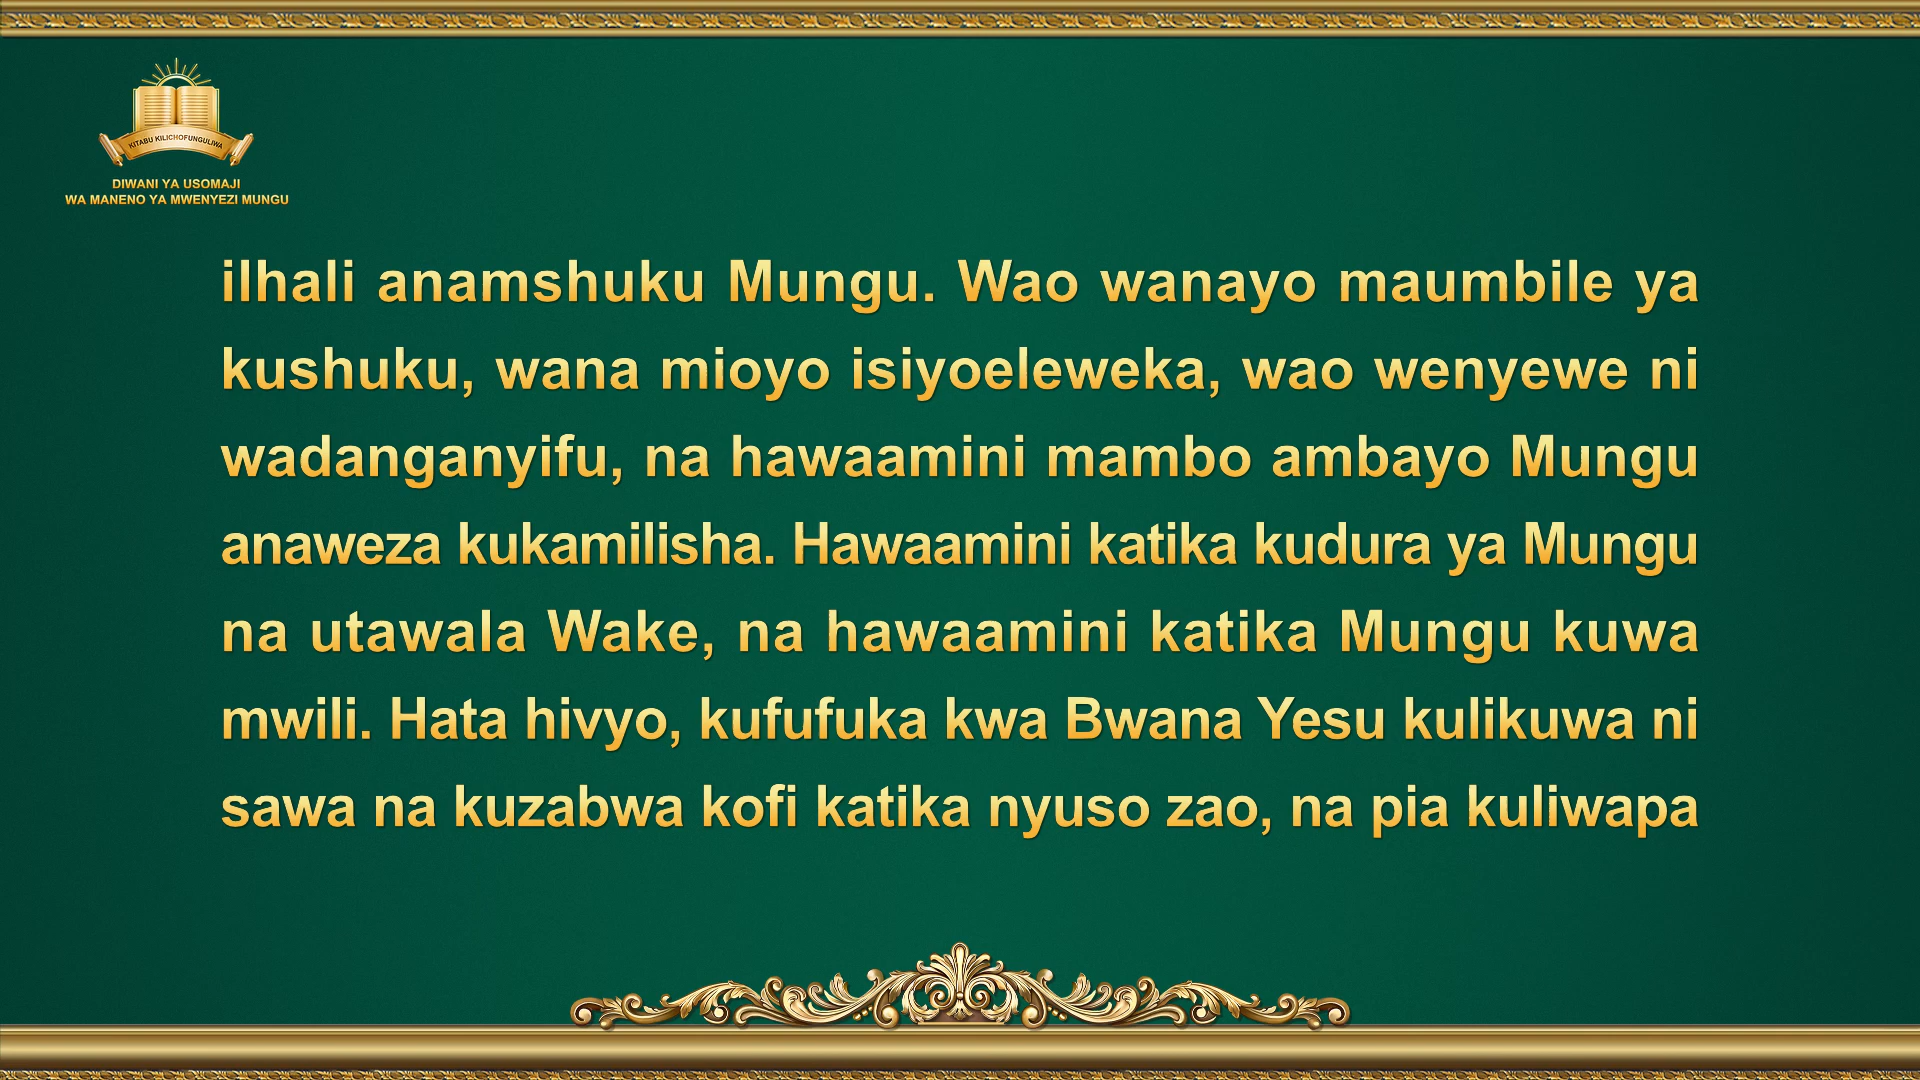 KITABU KILICHOFUNGULIWA
DIWANI YA USOMAJI
WA MANENO YA MWENYEZI MUNGU
ilhali anamshuku Mungu. Wao wanayo maumbile ya
kushuku, wana mioyo isiyoeleweka, wao wenyewe ni
wadanganyifu, na hawaamini mambo ambayo Mungu
anaweza kukamilisha. Hawaamini katika kudura ya Mungu
na utawala Wake, na hawaamini katika Mungu kuwa
mwili. Hata hivyo, kufufuka kwa Bwana Yesu kulikuwa ni
sawa na kuzabwa kofi katika nyuso zao, na pia kuliwapa